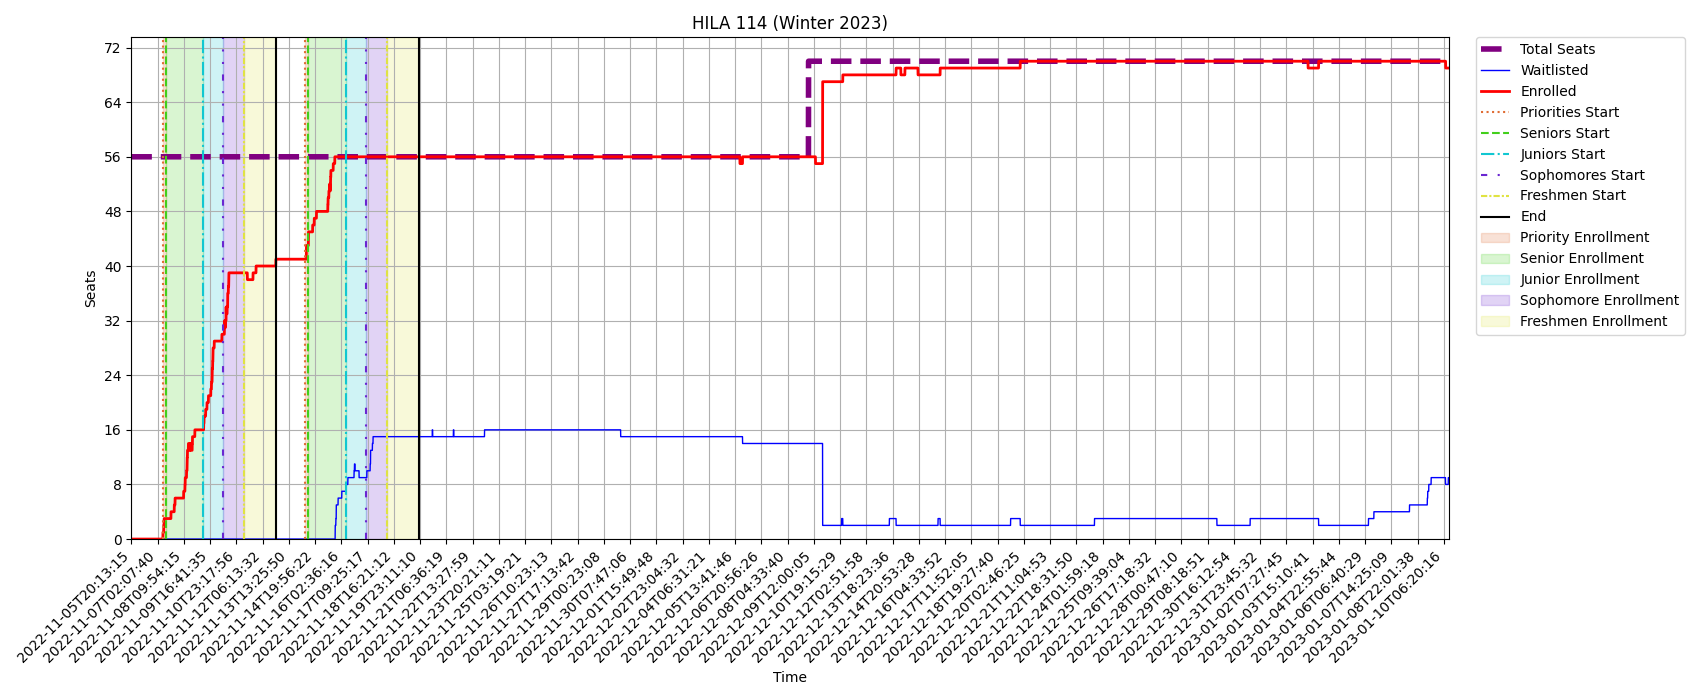 HILA 114 (Winter 2023)
Seats
72
64
56
48
40
32
24
16
8
0
2022-11-05T20:13:15
2022-11-07T02:07:40
2022-11-08T09:54:15
2022-11-09T16:41:35
2022-11-10T23:17:56
2022-11-12T06:13:32
2022-11-13T13:25:50
2022-11-14T19:56:22
2022-11-16T02:36:16
2022-11-17T09:25:17
2022-11-18T16:21:12
2022-11-19T23:11:10
2022-11-21T06:36:19
2022-11-22T13:27:59
2022-11-23T20:21:11
2022-11-25T03:19:21
2022-11-26T10:23:13
2022-11-27T17:13:42
2022-11-29T00:23:08
2022-11-30T07:47:06
2022-12-01T15:49:48
2022-12-02T23:04:32
2022-12-04T06:31:21
2022-12-05T13:41:46
2022-12-06T20:56:26
2022-12-08T04:33:40
2022-12-09T12:00:05
2022-12-10T19:15:29
2022-12-12T02:51:58
2022-12-13T18:23:36
2022-12-14T20:53:28
2022-12-16T04:33:52
2022-12-17T11:52:05
2022-12-18T19:27:40
2022-12-20T02:46:25
2022-12-21T11:04:53
2022-12-22T18:31:50
2022-12-24T01:59:18
2022-12-25T09:39:04
2022-12-26T17:18:32
2022-12-28T00:47:10
2022-12-29T08:18:51
2022-12-30T16:12:54
2022-12-31T23:45:32
2023-01-02T07:27:45
2023-01-03T15:10:41
2023-01-04T22:55:44
2023-01-06T06:40:29
2023-01-07T14:25:09
2023-01-08T22:01:38
2023-01-10T06:20:16
Time
Total Seats
Waitlisted
Enrolled
Priorities Start
Seniors Start
Juniors Start
Sophomores Start
Freshmen Start
End
Priority Enrollment
Senior Enrollment
Junior Enrollment
Sophomore Enrollment
Freshmen Enrollment